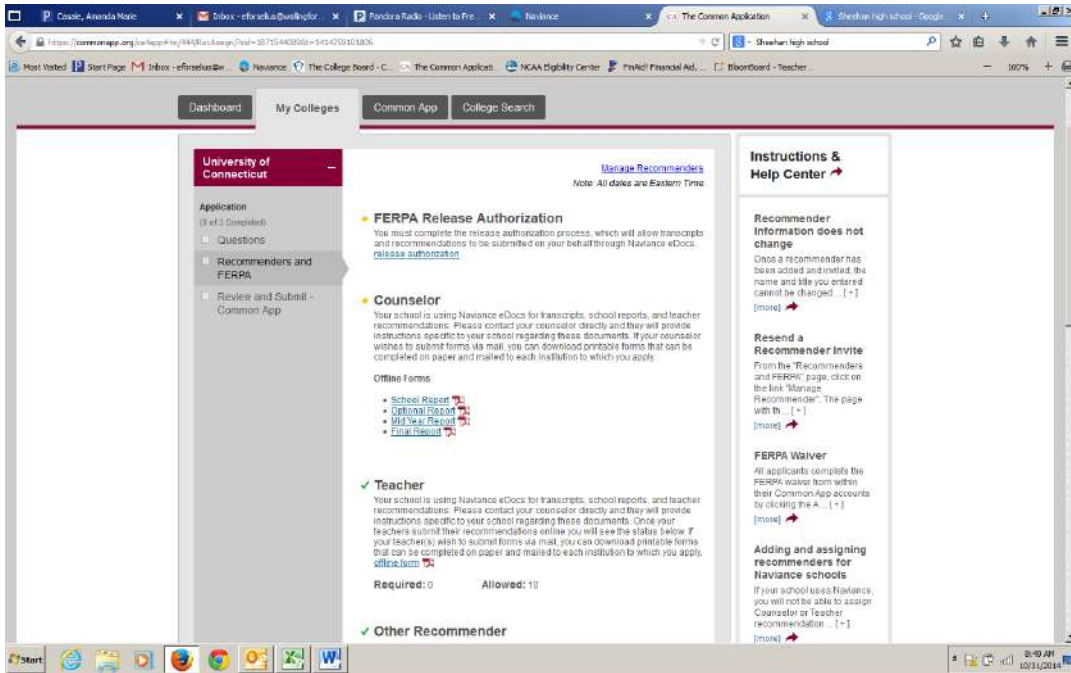 Cassie, Amanda Marie
Inbox - eforselius@wallingfor...
Pandora Radio - Listen to Fre...
Naviance
The Common Application
Sheehan high school - Google...
Sheehan high school
Most Visited
Start Page
Inbox - eforselius@w...
Naviance
The College Board - C...
The Common Applicati...
NCAA Eligibility Center
FinAid! Financial Aid, ...
BloomBoard - Teacher...
100%
Dashboard
My Colleges
Common App
College Search
University of
Connecticut
Application
Questions
Recommenders and
FERPA
Review and Submit -
Common App
Manage Recommenders
Note: All dates are Eastern Time
FERPA Release Authorization
You must complete the release authorization process, which will allow transcripts
and recommendations to be submitted on your behalf through Naviance eDocs.
release authorization
Counselor
Your school is using Naviance eDocs for transcripts, school reports, and teacher
recommendations. Please contact your counselor directly and they will provide
instructions specific to your school regarding these documents. If your counselor
wishes to submit forms via mail, you can download printable forms that can be
completed on paper and mailed to each institution to which you apply.
Offline Forms
School Report
Optional Report
Mid Year Report
Final Report
Teacher
Your school is using Naviance eDocs for transcripts, school reports, and teacher
recommendations. Please contact your counselor directly and they will provide
instructions specific to your school regarding these documents. Once your
teachers submit their recommendations online you will see the status below. If
your teacher(s) wish to submit forms via mail, you can download printable forms
that can be completed on paper and mailed to each institution to which you apply.
offline form
Required: 0 Allowed: 10
Other Recommender
Instructions &
Help Center
Recommender
Information does not
change
Once a recommender has
been added and invited, the
name and title you entered
cannot be changed ... [+]
[more]
Resend a
Recommender Invite
From the "Recommenders
and FERPA" page, click on
the link "Manage
Recommender". The page
with th ... [+]
[more]
FERPA Waiver
All applicants complete the
FERPA waiver from within
their Common App accounts
by clicking the A ... [+]
[more]
Adding and assigning
recommenders for
Naviance schools
If your school uses Naviance,
you will not be able to assign
Counselor or Teacher
recommendation ... [+]
[more]
Start
10/31/2014